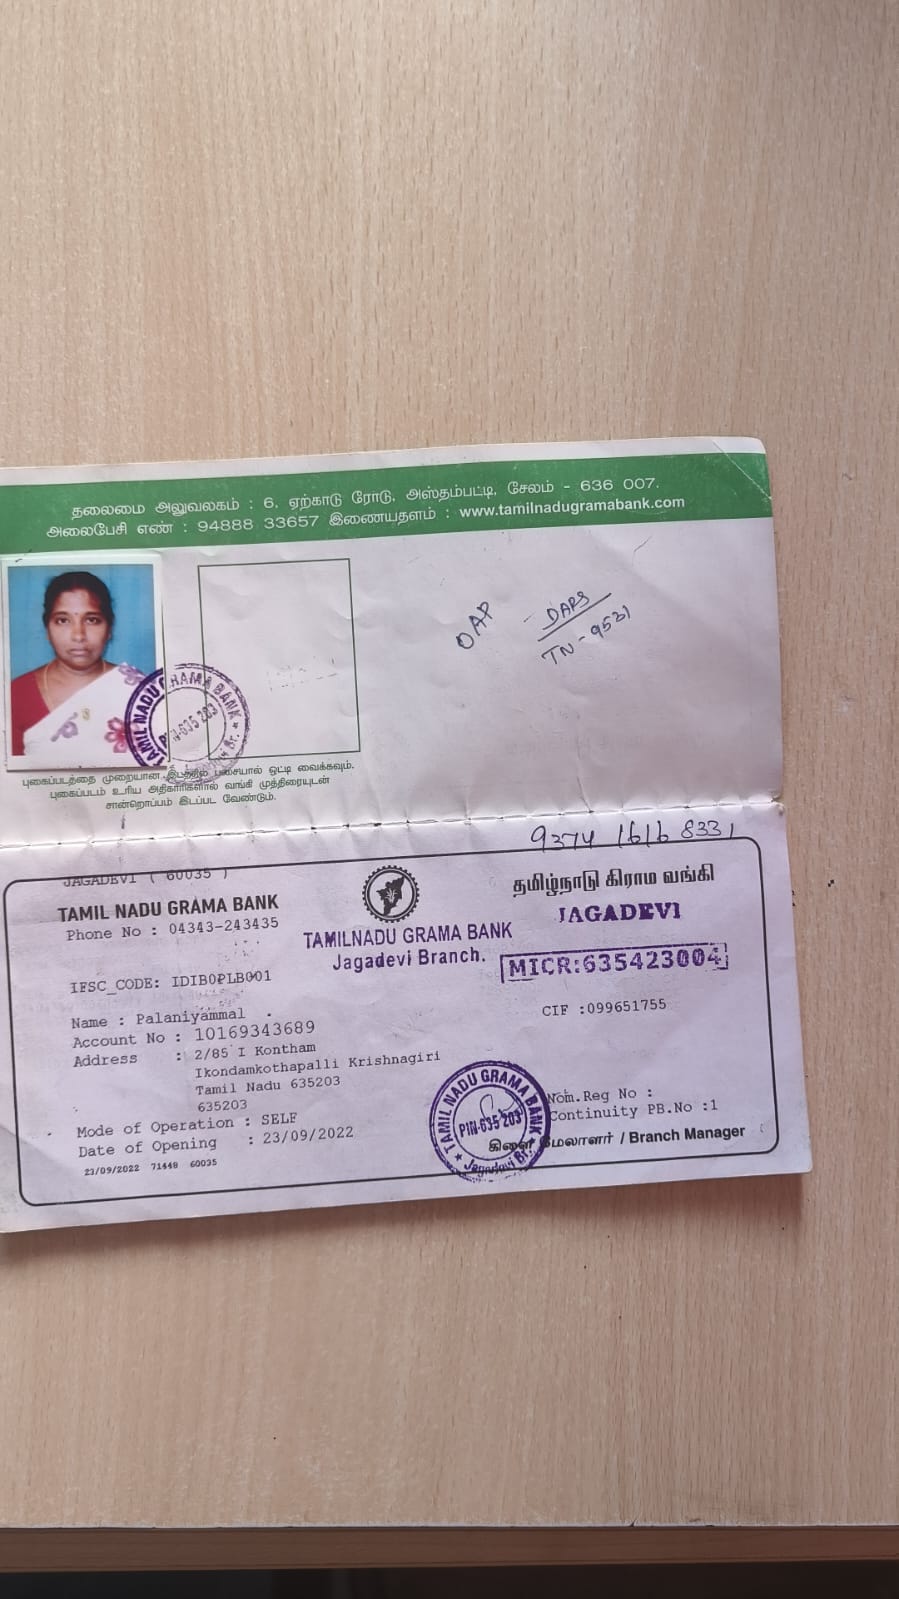 தலைமை அலுவலகம் : 6, ஏற்காடு ரோடு, அஸ்தம்பட்டி, சேலம் - 636 007.
அலைபேசி எண் : 94888 33657 இணையதளம் : www.tamilnadugramabank.com
OAP
DARS
TN-9531
TAMIL NADU GRAMA BANK
PIN-635 203
புகைப்படத்தை முறையான இடத்தில் பசையால் ஒட்டி வைக்கவும்.
புகைப்படம் உரிய அதிகாரிகளால் வங்கி முத்திரையுடன்
சான்றொப்பம் இடப்பட வேண்டும்.
9374 1616 8331
JAGADEVI ( 60035 )
TAMIL NADU GRAMA BANK
Phone No : 04343-243435
தமிழ்நாடு கிராம வங்கி
JAGADEVI
TAMILNADU GRAMA BANK
Jagadevi Branch.
MICR:635423004
IFSC_CODE: IDIB0PLB001
CIF :099651755
Name : Palaniyammal
Account No : 10169343689
Address : 2/85 I Kontham
Ikondamkothapalli Krishnagiri
Tamil Nadu 635203
635203
Nom.Reg No :
Continuity PB.No :1
Mode of Operation : SELF
Date of Opening : 23/09/2022
23/09/2022 71448 60035
TAMIL NADU GRAMA BANK
PIN-635 203
Jagadevi Br.
கிளை மேலாளர் / Branch Manager